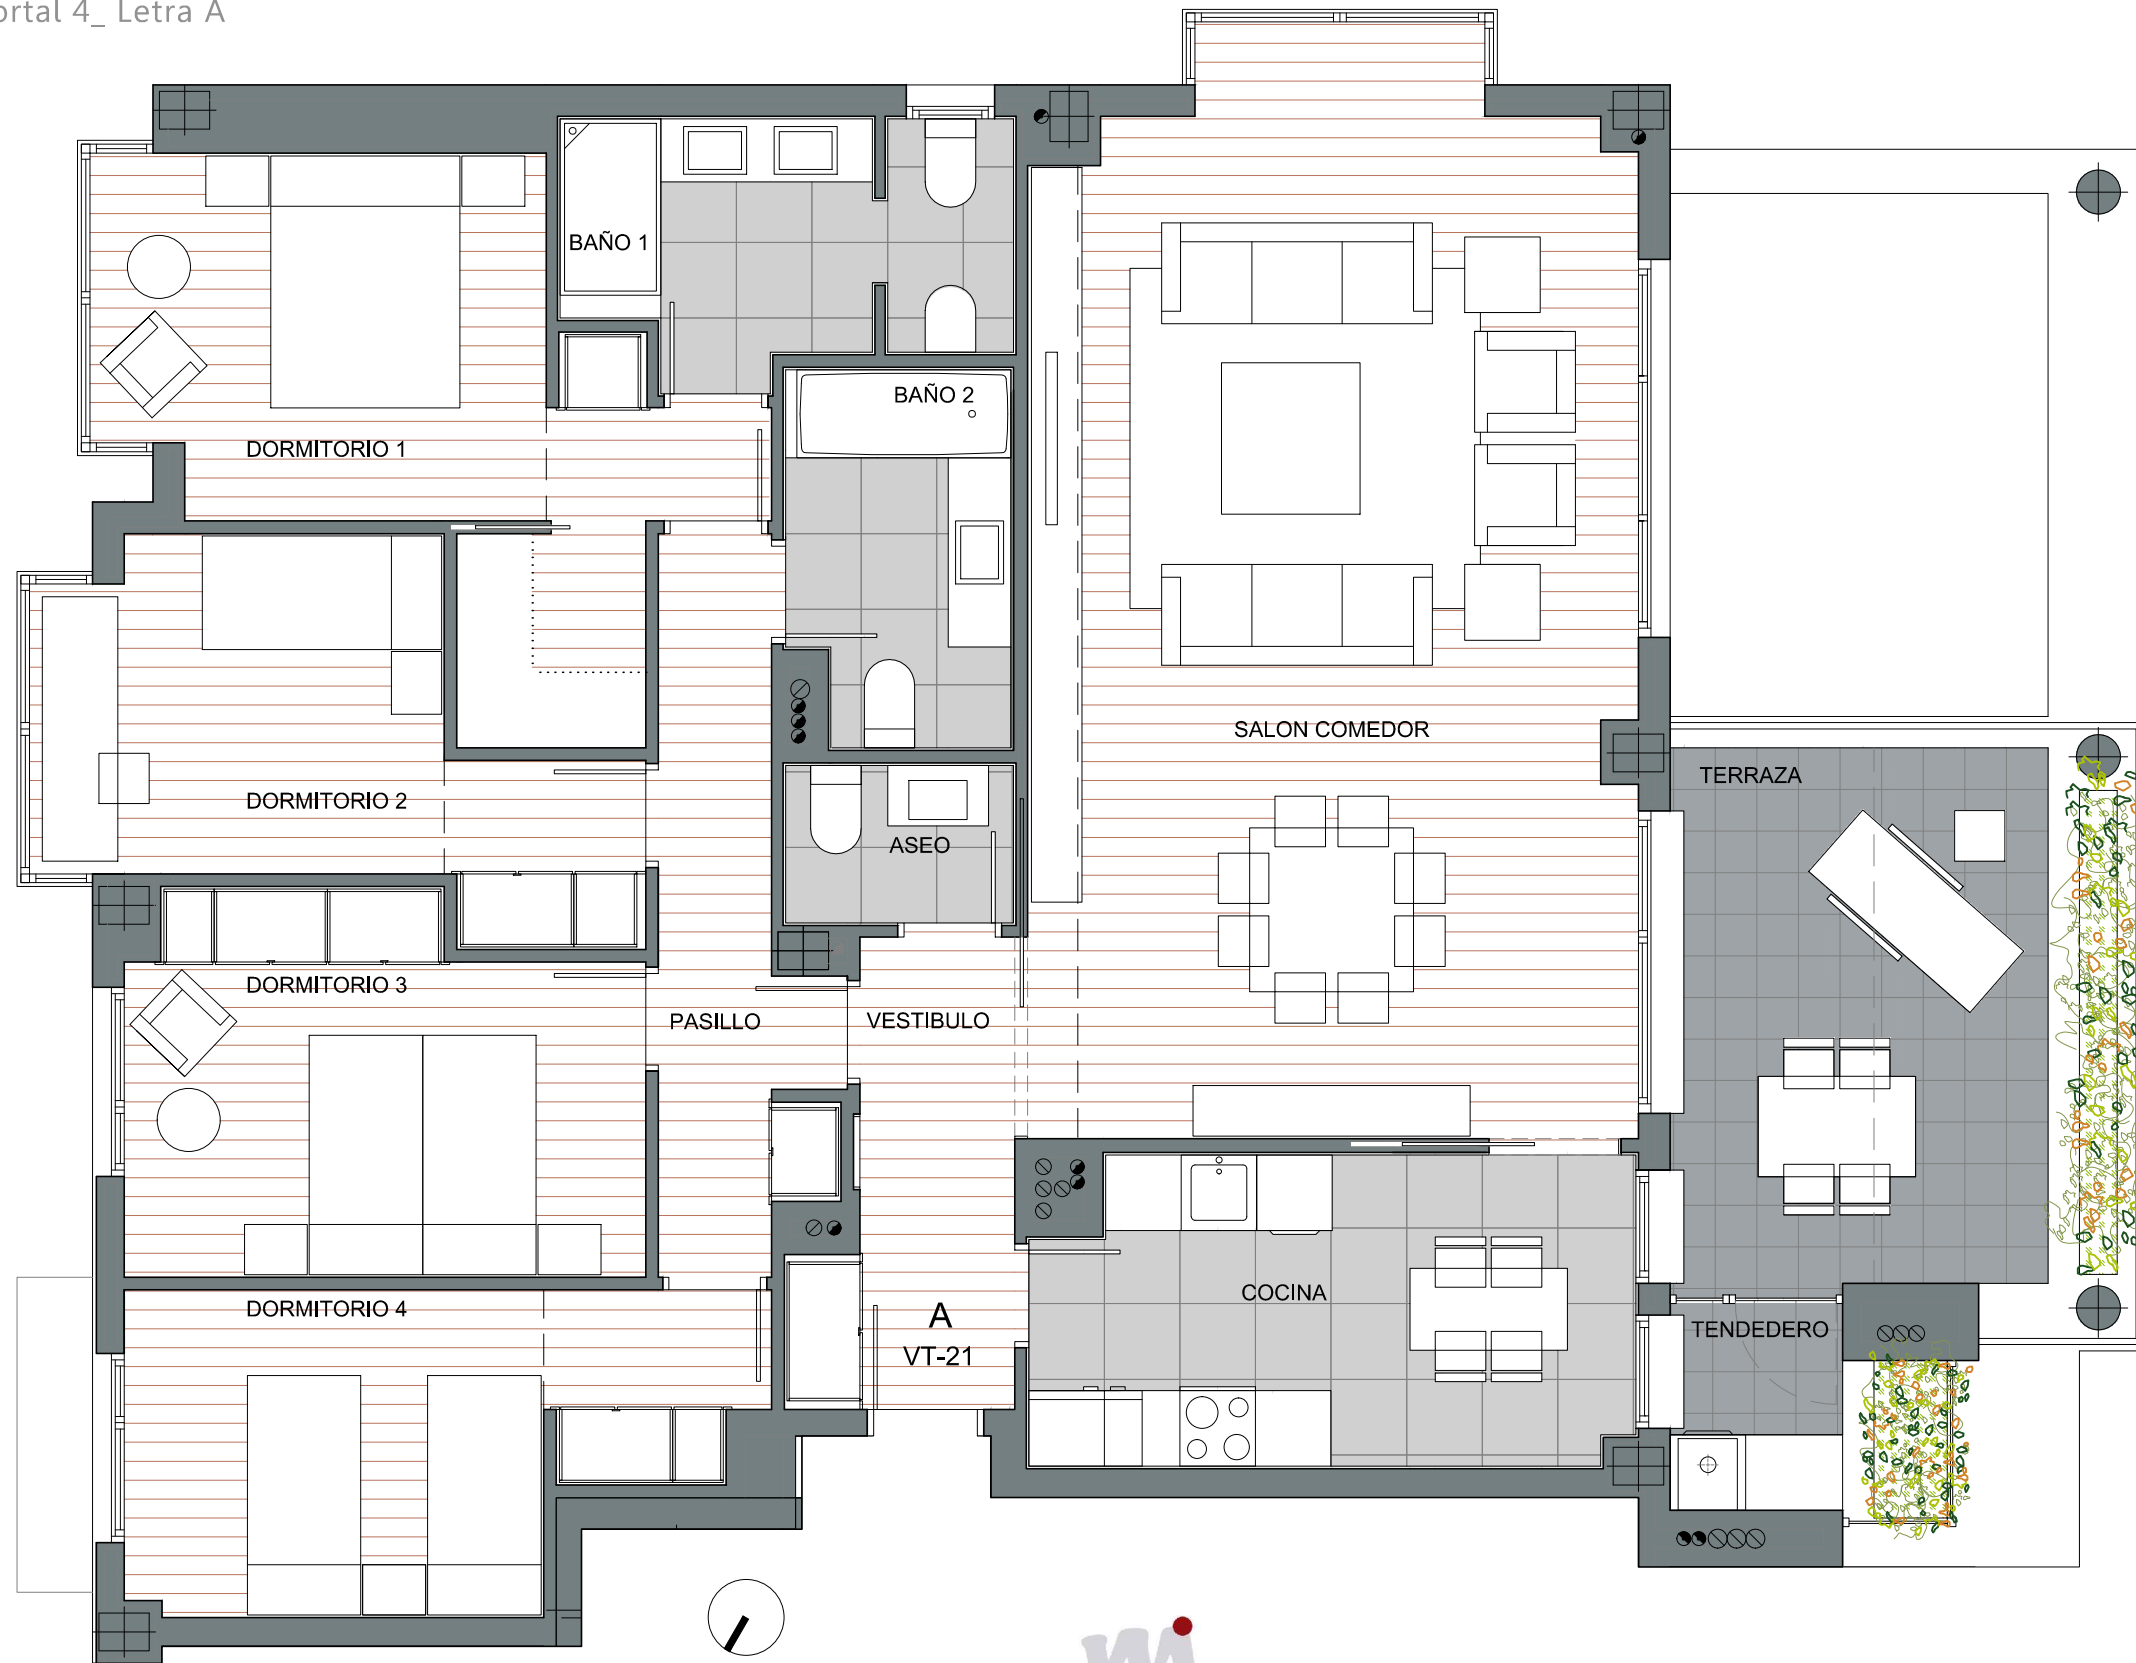 ortal 4_ Letra A
BAÑO 1
BAÑO 2
DORMITORIO 1
SALON COMEDOR
TERRAZA
DORMITORIO 2
ASEO
DORMITORIO 3
PASILLO
VESTIBULO
COCINA
DORMITORIO 4
A
VT-21
TENDEDERO